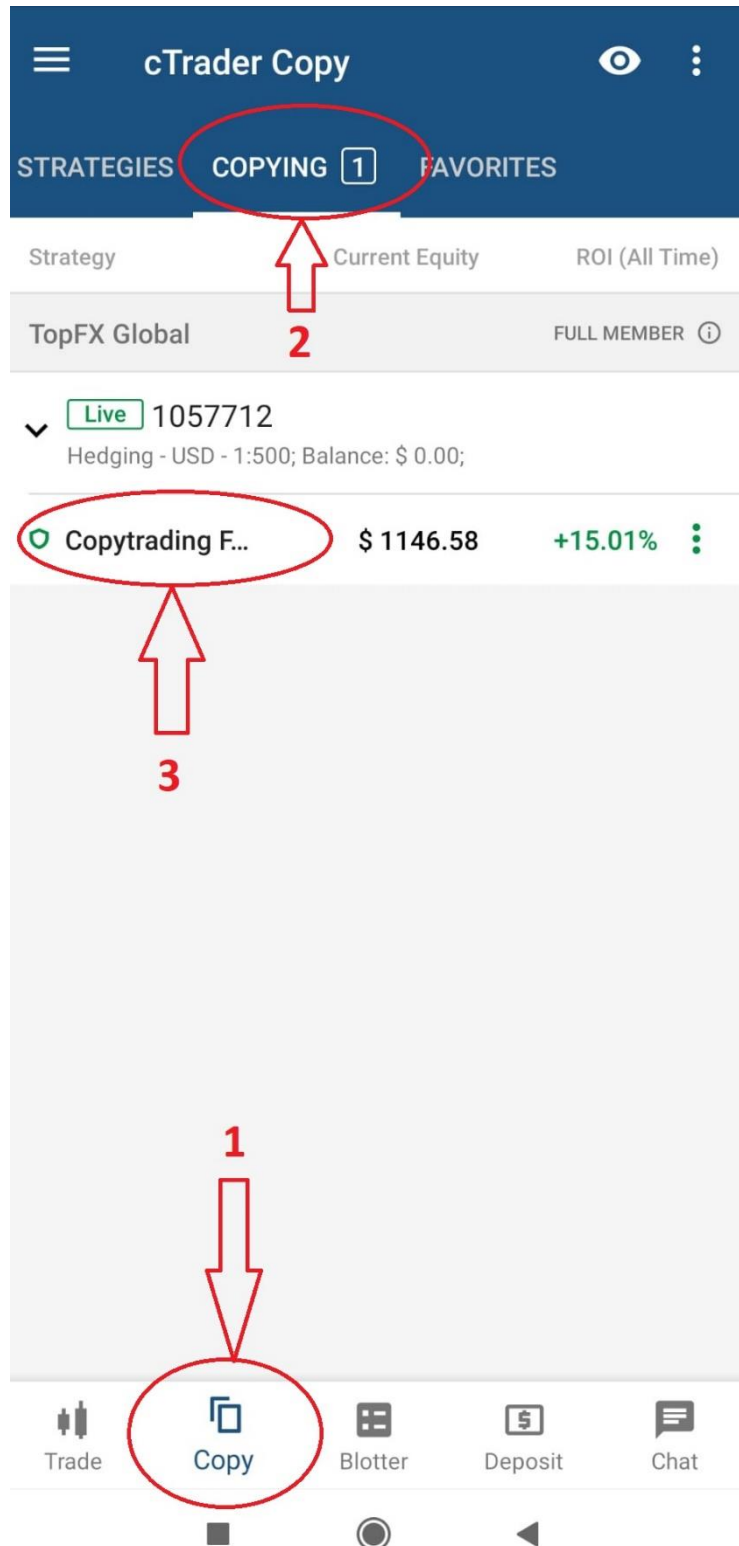 cTrader Copy
STRATEGIES COPYING 1 FAVORITES
Strategy Current Equity ROI (All Time)
2
TopFX Global FULL MEMBER
Live 1057712
Hedging - USD - 1:500; Balance: $ 0.00;
Copytrading F... $ 1146.58 +15.01%
3
1
Trade Copy Blotter Deposit Chat